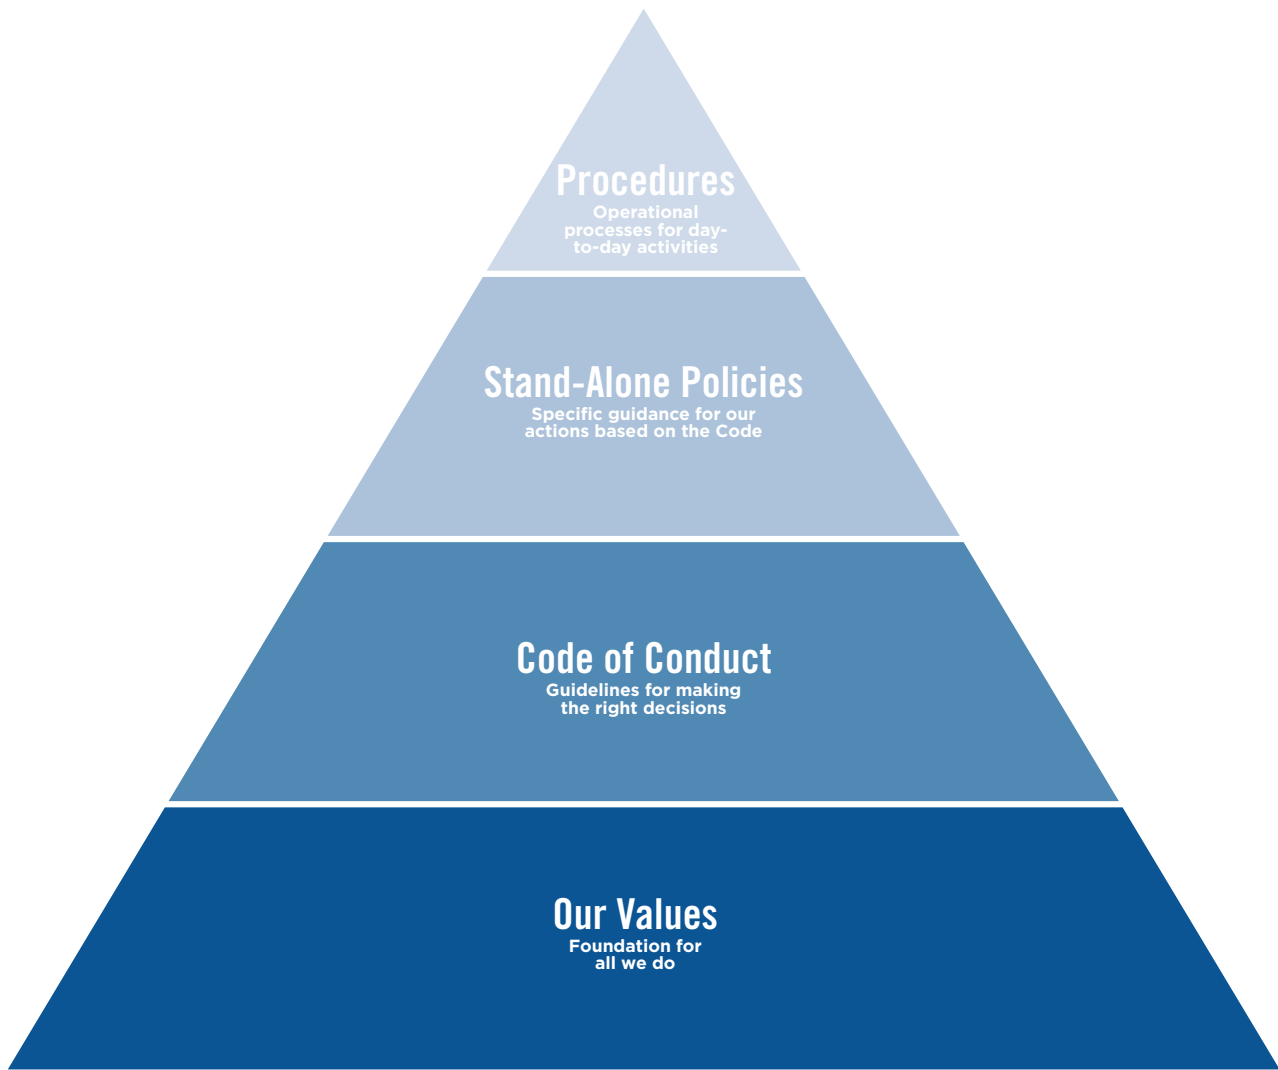 Procedures
Operational
processes for day-
to-day activities
Stand-Alone Policies
Specific guidance for our
actions based on the Code
Code of Conduct
Guidelines for making
the right decisions
Our Values
Foundation for
all we do